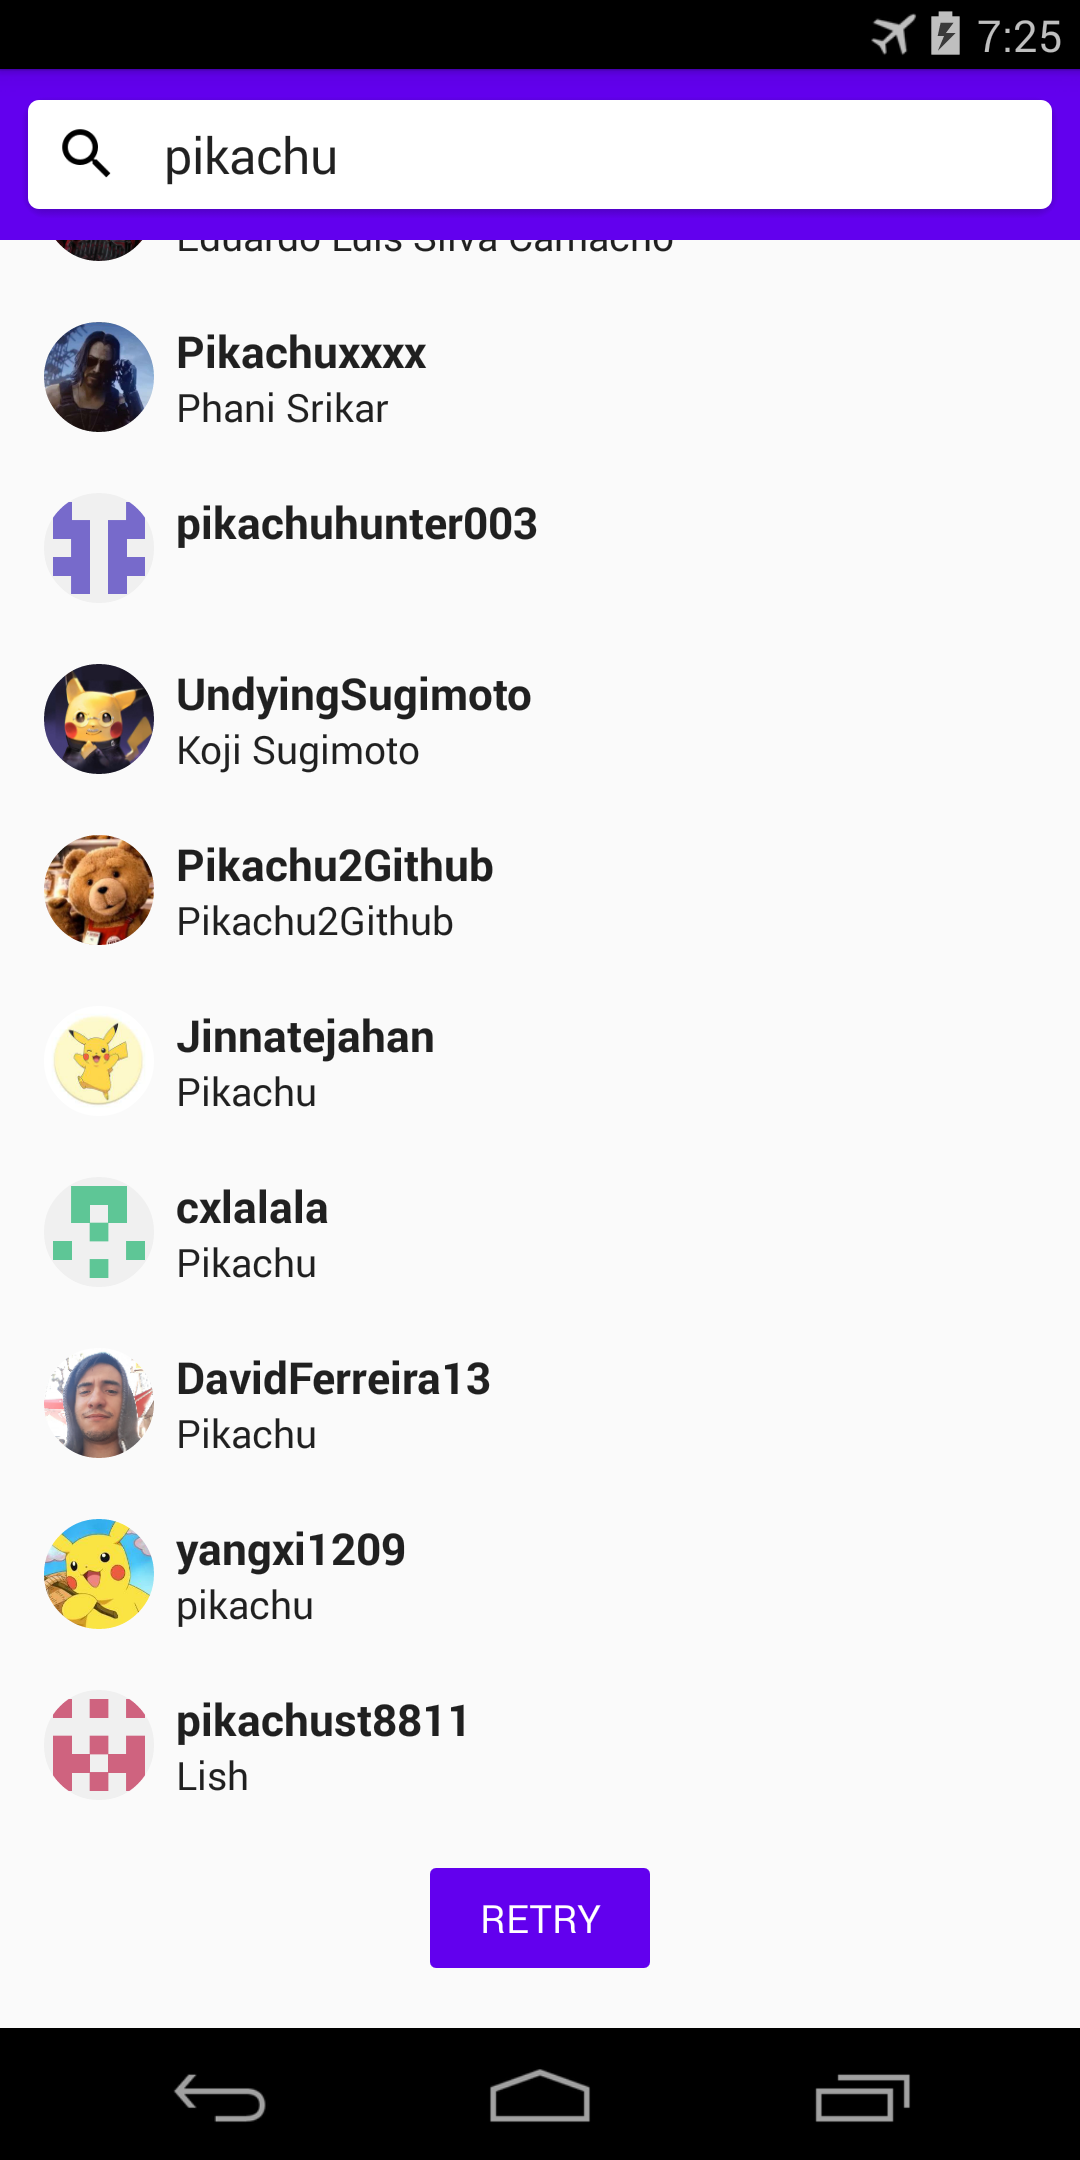 7:25
pikachu
Eduardo Luis Silva Camacho
Pikachuxxxx
Phani Srikar
pikachuhunter003
UndyingSugimoto
Koji Sugimoto
Pikachu2Github
Pikachu2Github
Jinnatejahan
Pikachu
cxlalala
Pikachu
DavidFerreira13
Pikachu
yangxi1209
pikachu
pikachust8811
Lish
RETRY